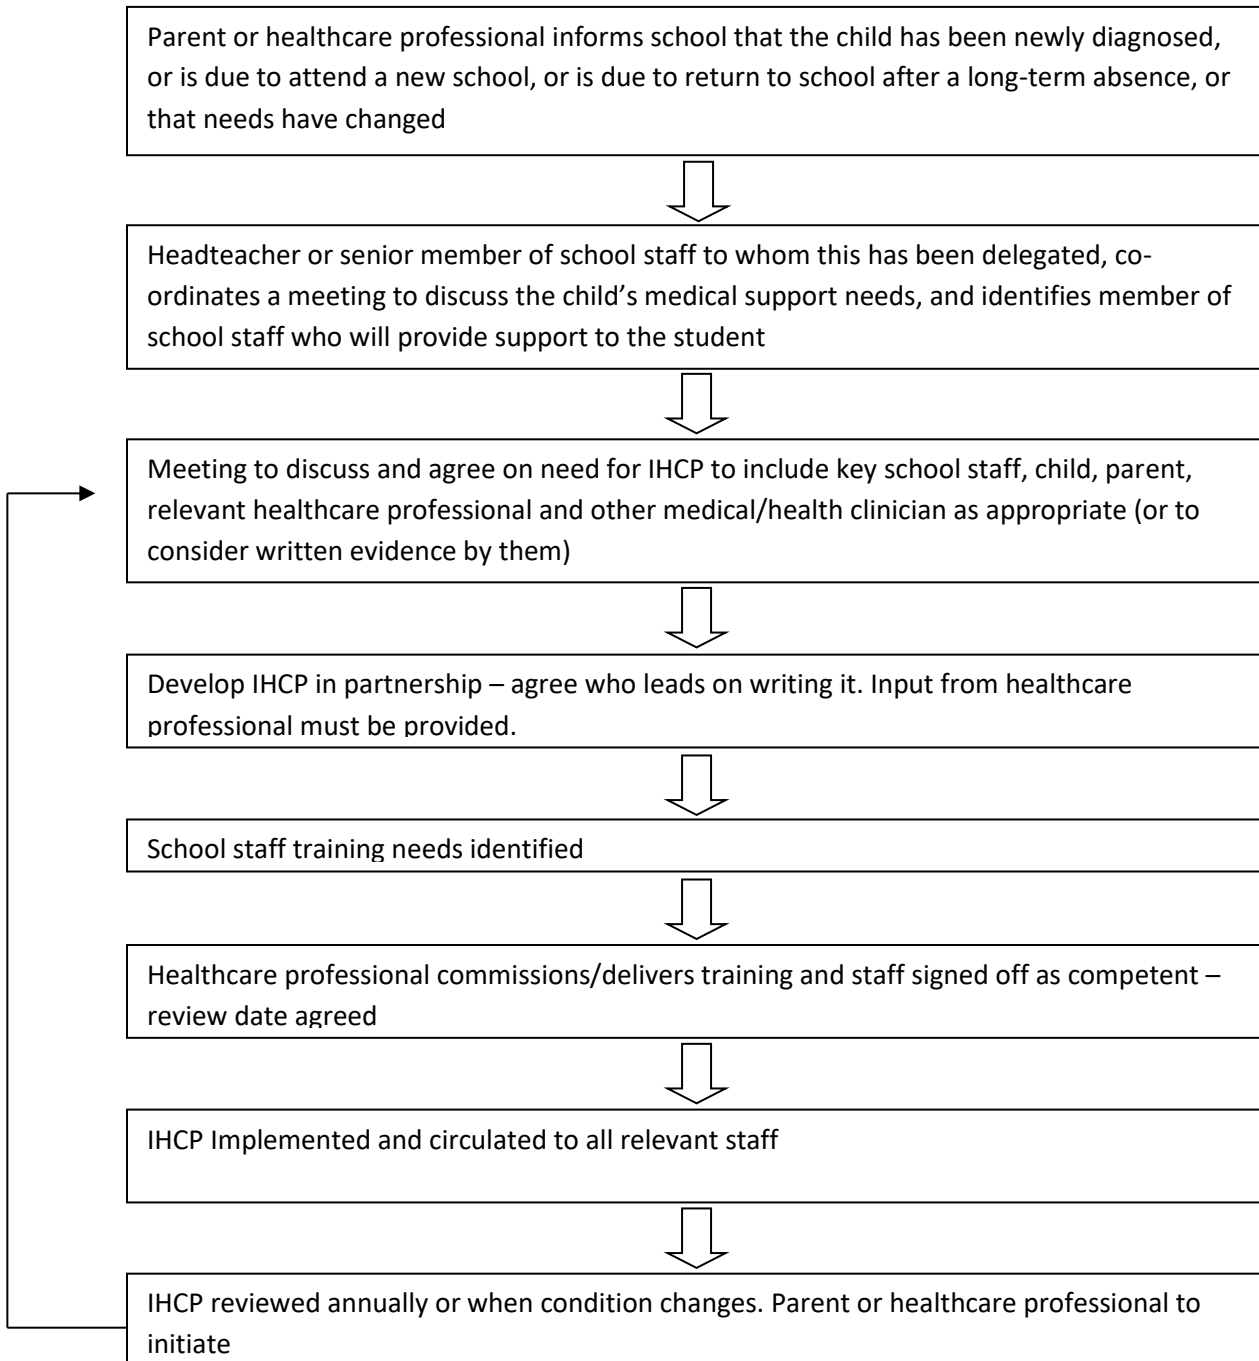 Parent or healthcare professional informs school that the child has been newly diagnosed,
or is due to attend a new school, or is due to return to school after a long-term absence, or
that needs have changed
Headteacher or senior member of school staff to whom this has been delegated, co-
ordinates a meeting to discuss the child’s medical support needs, and identifies member of
school staff who will provide support to the student
Meeting to discuss and agree on need for IHCP to include key school staff, child, parent,
relevant healthcare professional and other medical/health clinician as appropriate (or to
consider written evidence by them)
Develop IHCP in partnership – agree who leads on writing it. Input from healthcare
professional must be provided.
School staff training needs identified
Healthcare professional commissions/delivers training and staff signed off as competent –
review date agreed
IHCP Implemented and circulated to all relevant staff
IHCP reviewed annually or when condition changes. Parent or healthcare professional to
initiate